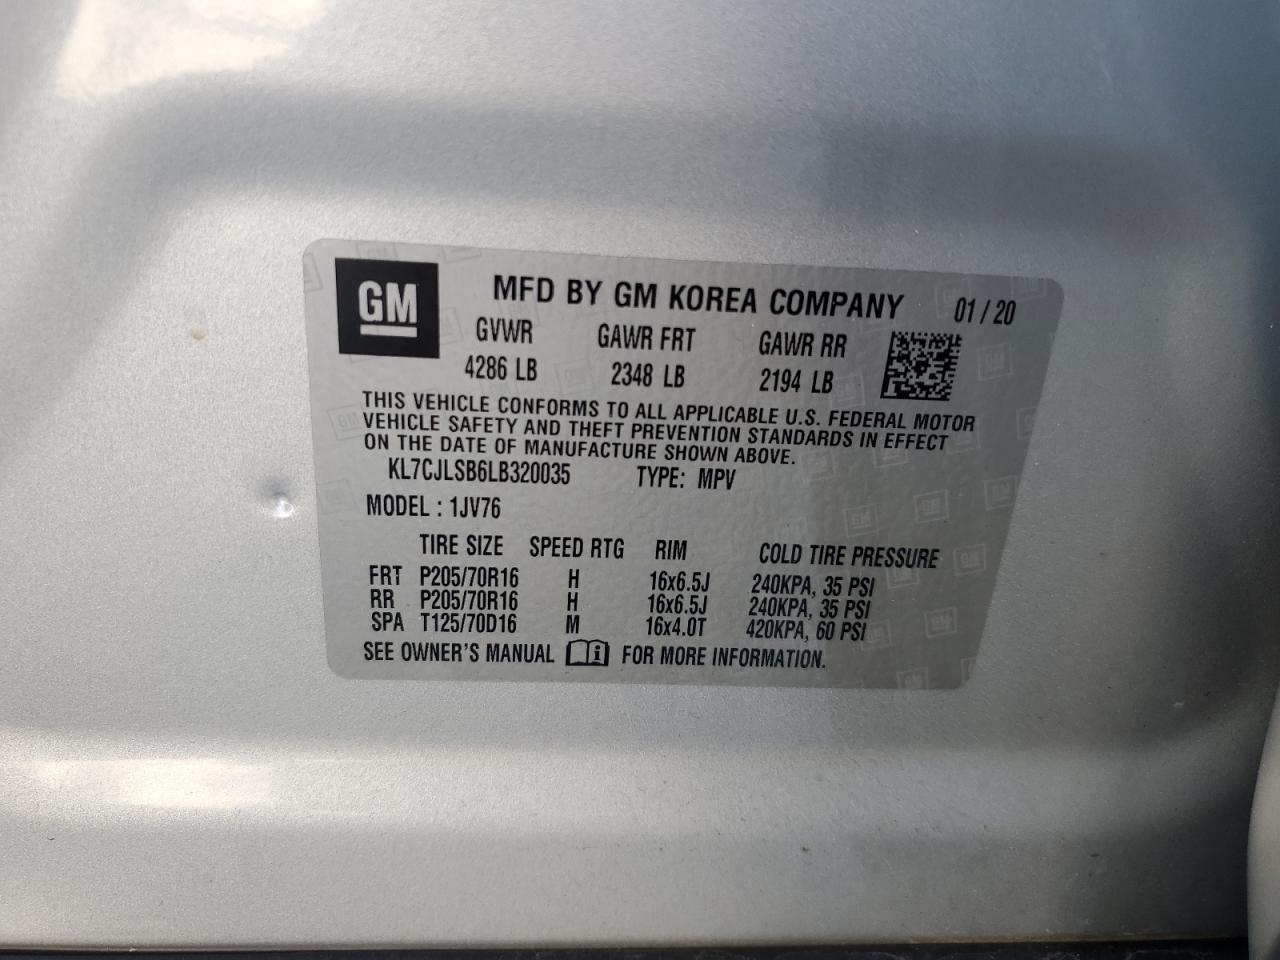 GM
MFD BY GM KOREA COMPANY 01 / 20
GVWR GAWR FRT GAWR RR
4286 LB 2348 LB 2194 LB
THIS VEHICLE CONFORMS TO ALL APPLICABLE U.S. FEDERAL MOTOR
VEHICLE SAFETY AND THEFT PREVENTION STANDARDS IN EFFECT
ON THE DATE OF MANUFACTURE SHOWN ABOVE.
KL7CJLSB6LB320035 TYPE: MPV
MODEL : 1JV76
TIRE SIZE SPEED RTG RIM COLD TIRE PRESSURE
FRT P205/70R16 H 16x6.5J 240KPA, 35 PSI
RR P205/70R16 H 16x6.5J 240KPA, 35 PSI
SPA T125/70D16 M 16x4.0T 420KPA, 60 PSI
SEE OWNER'S MANUAL i FOR MORE INFORMATION.